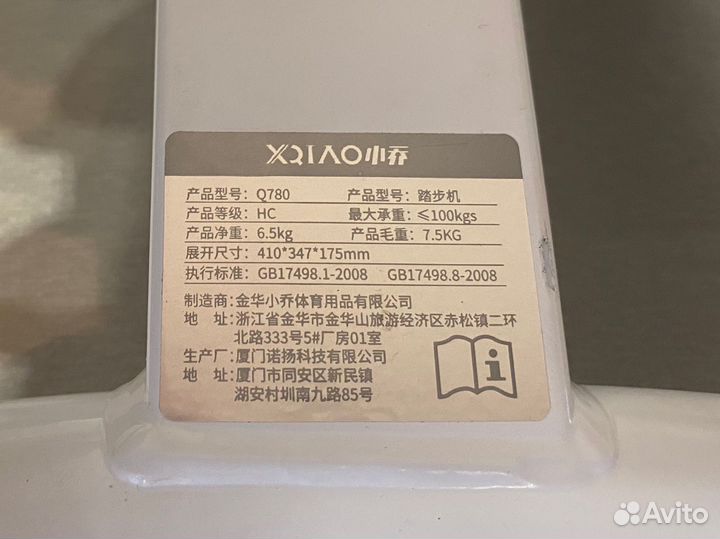 XQIAO小乔
产品型号: Q780 产品型号: 踏步机
产品等级: HC 最大承重: ≤100kgs
产品净重: 6.5kg 产品毛重: 7.5KG
展开尺寸: 410*347*175mm
执行标准: GB17498.1-2008 GB17498.8-2008
制造商:金华小乔体育用品有限公司
地 址:浙江省金华市金华山旅游经济区赤松镇二环
北路333号5#厂房01室
生产厂:厦门诺扬科技有限公司
地 址:厦门市同安区新民镇
湖安村圳南九路85号
Avito